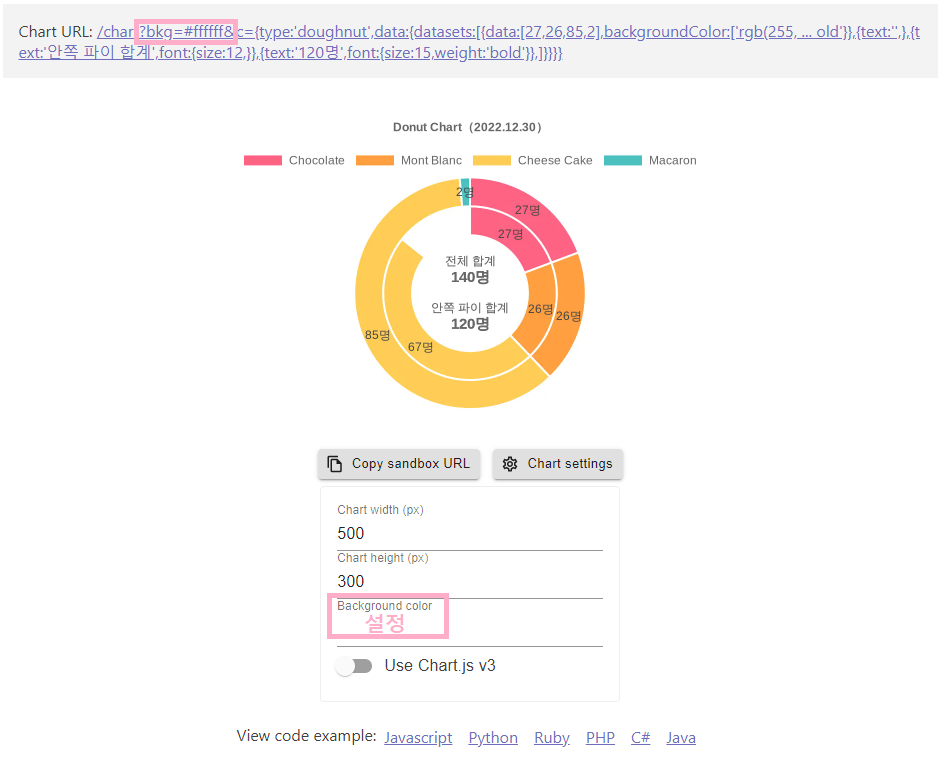 Chart URL: /char ?bkg=#ffffff& c={type:'doughnut',data:{datasets:[{data:[27,26,85,2],backgroundColor:['rgb(255, ... old'}},{text:'',},{t
ext:'안쪽 파이 합계',font:{size:12,}},{text:'120명',font:{size:15,weight:'bold'}},]}}}}
Donut Chart（2022.12.30）
Chocolate Mont Blanc Cheese Cake Macaron
2명
27명
27명
전체 합계
140명
안쪽 파이 합계
120명
26명
26명
85명
67명
Copy sandbox URL Chart settings
Chart width (px)
500
Chart height (px)
300
Background color
설정
Use Chart.js v3
View code example: Javascript Python Ruby PHP C# Java